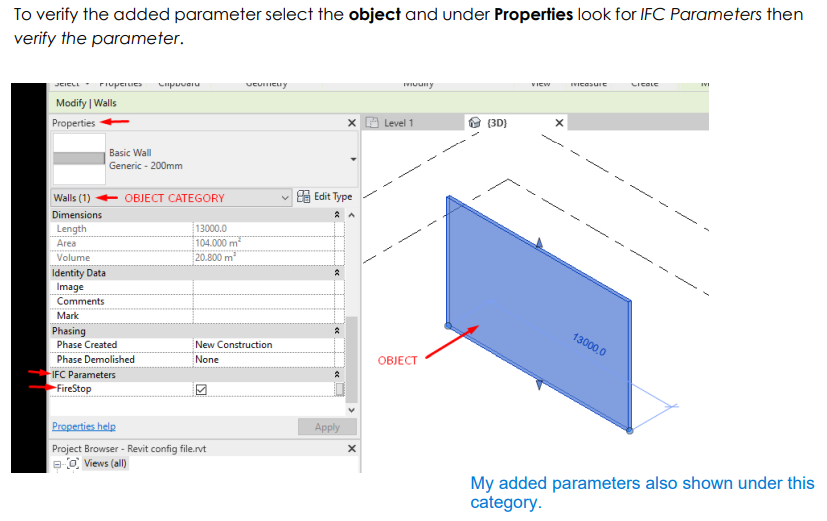 To verify the added parameter select the object and under Properties look for IFC Parameters then
verify the parameter.
Select Properties Clipboard Geometry Modify View Measure Create
Modify | Walls
Properties
Level 1
{3D}
Basic Wall
Generic - 200mm
Walls (1) OBJECT CATEGORY Edit Type
Dimensions
Length 13000.0
Area 104.000 m²
Volume 20.800 m³
Identity Data
Image
Comments
Mark
Phasing
Phase Created New Construction
Phase Demolished None
IFC Parameters
FireStop
Properties help Apply
Project Browser - Revit config file.rvt
Views (all)
13000.0
OBJECT
My added parameters also shown under this
category.